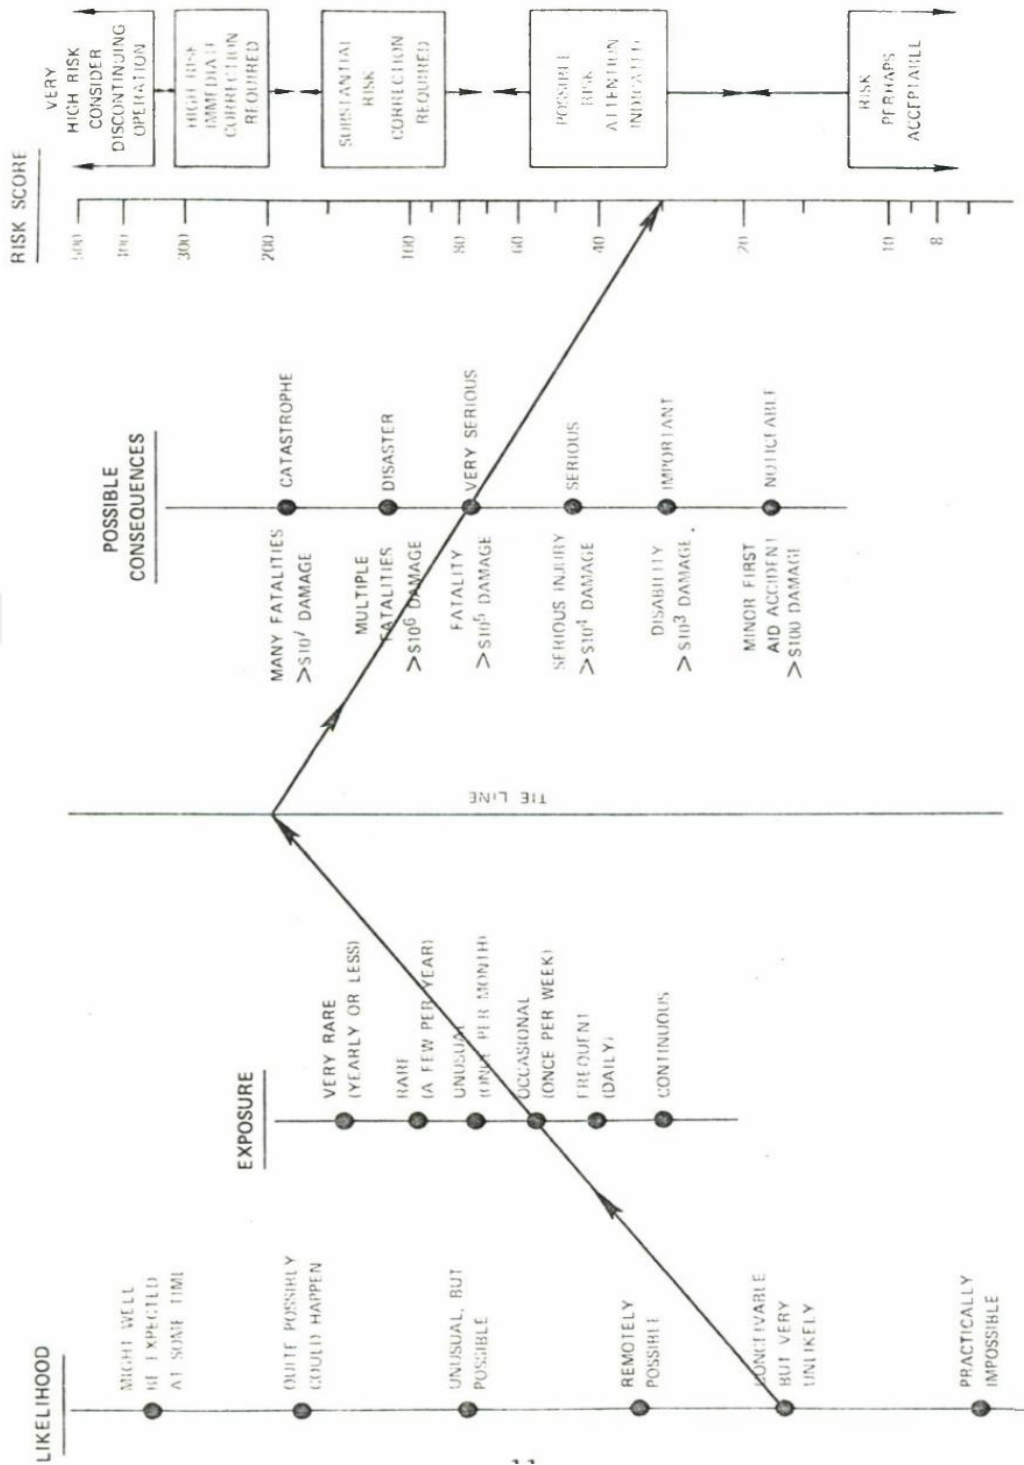 LIKELIHOOD
MIGHT WELL
BE EXPECTED
AT SOME TIME
QUITE POSSIBLY
COULD HAPPEN
UNUSUAL, BUT
POSSIBLE
REMOTELY
POSSIBLE
CONCEIVABLE
BUT VERY
UNLIKELY
PRACTICALLY
IMPOSSIBLE
EXPOSURE
VERY RARE
(YEARLY OR LESS)
RARE
(A FEW PER YEAR)
UNUSUAL
(ONCE PER MONTH)
OCCASIONAL
(ONCE PER WEEK)
FREQUENT
(DAILY)
CONTINUOUS
TIE LINE
POSSIBLE
CONSEQUENCES
MANY FATALITIES
>$10⁷ DAMAGE
CATASTROPHE
MULTIPLE
FATALITIES
>$10⁶ DAMAGE
DISASTER
FATALITY
>$10⁵ DAMAGE
VERY SERIOUS
SERIOUS INJURY
>$10⁴ DAMAGE
SERIOUS
DISABILITY
>$10³ DAMAGE
IMPORTANT
MINOR FIRST
AID ACCIDENT
>$100 DAMAGE
NOTICEABLE
RISK SCORE
500
400
300
200
100
80
60
40
20
10
8
VERY
HIGH RISK
CONSIDER
DISCONTINUING
OPERATION
HIGH RISK
IMMEDIATE
CORRECTION
REQUIRED
SUBSTANTIAL
RISK
CORRECTION
REQUIRED
POSSIBLE
RISK
ATTENTION
INDICATED
RISK
PERHAPS
ACCEPTABLE
11